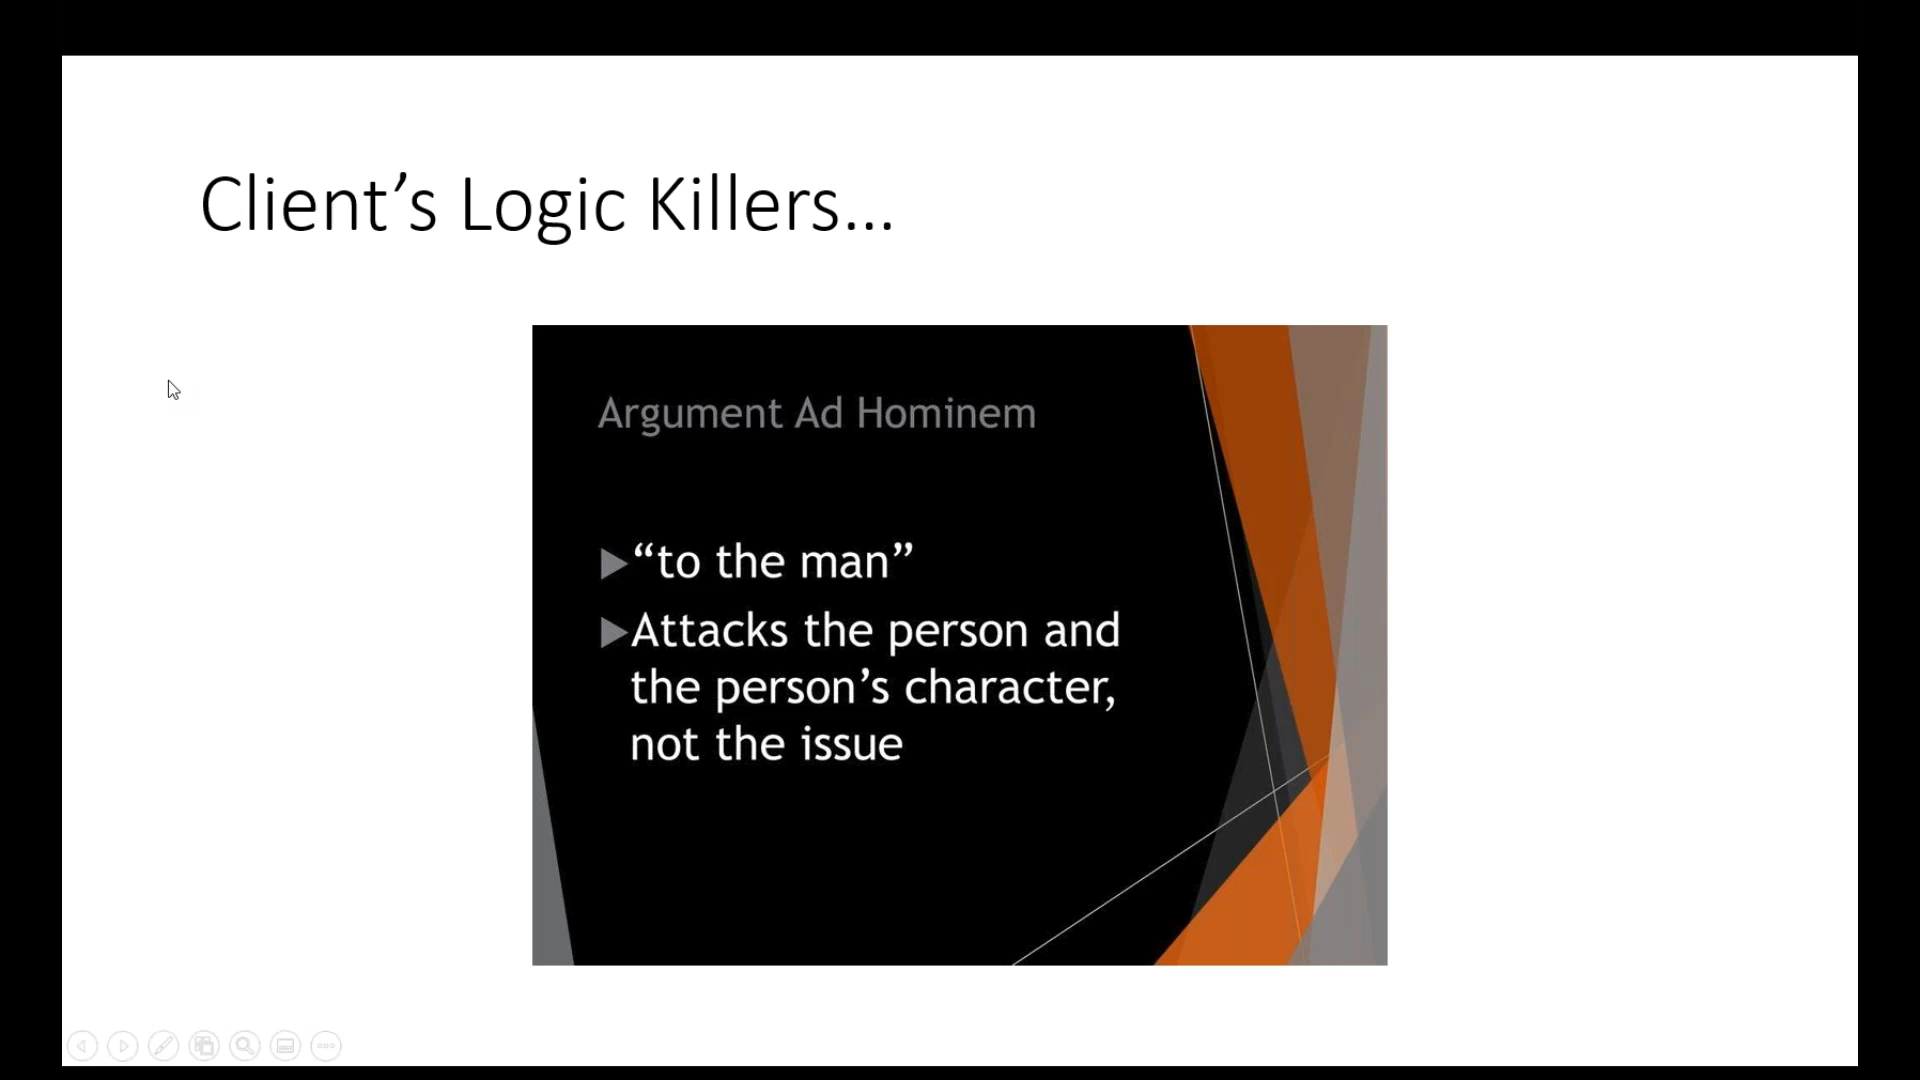 Client’s Logic Killers...
Argument Ad Hominem
“to the man”
Attacks the person and
the person’s character,
not the issue